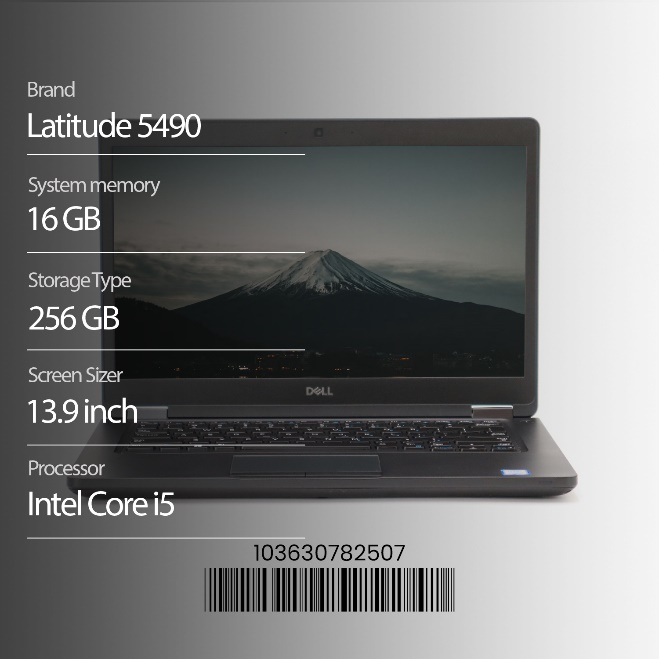 Brand
Latitude 5490
System memory
16 GB
Storage Type
256 GB
Screen Sizer
13.9 inch
DELL
Processor
Intel Core i5
103630782507